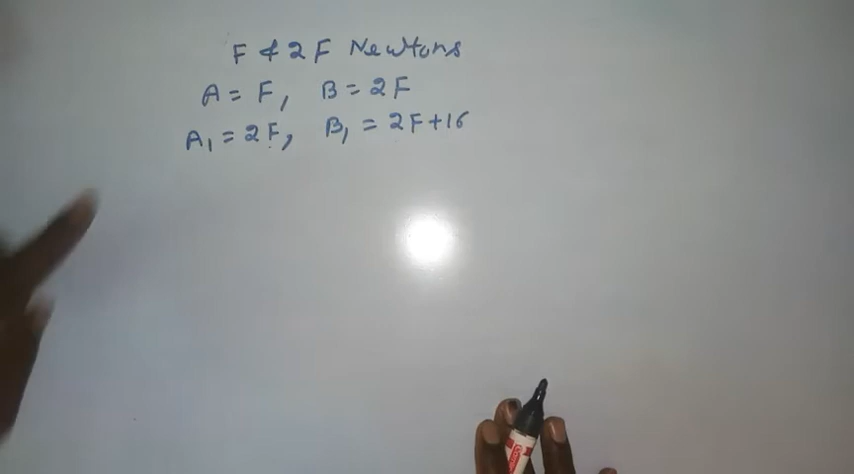 F & 2F Newtons
A = F, B = 2F
A₁ = 2F, B₁ = 2F+16